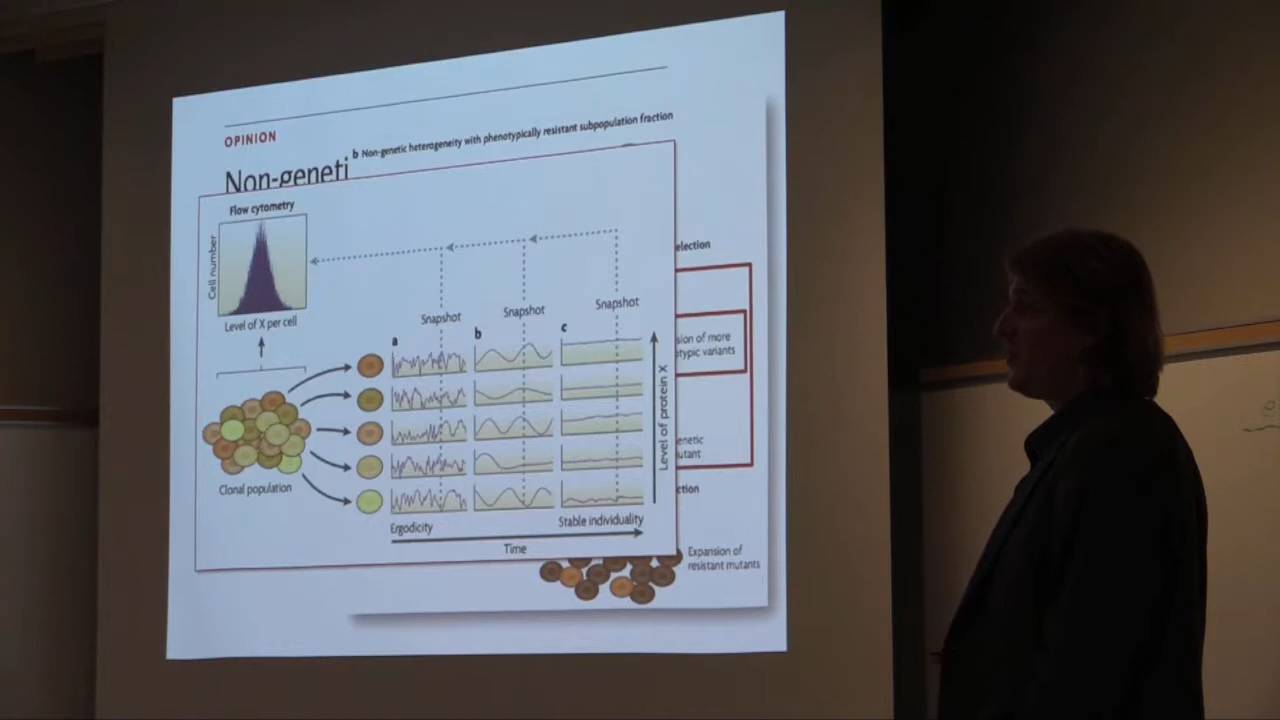 OPINION
b Non-genetic heterogeneity with phenotypically resistant subpopulation fraction
Non-geneti
Flow cytometry
Cell number
Level of X per cell
Clonal population
Snapshot
Snapshot
Snapshot
a
b
c
Level of protein X
Ergodicity
Stable individuality
Time
election
sion of more
otypic variants
enetic
utant
ction
Expansion of
resistant mutants